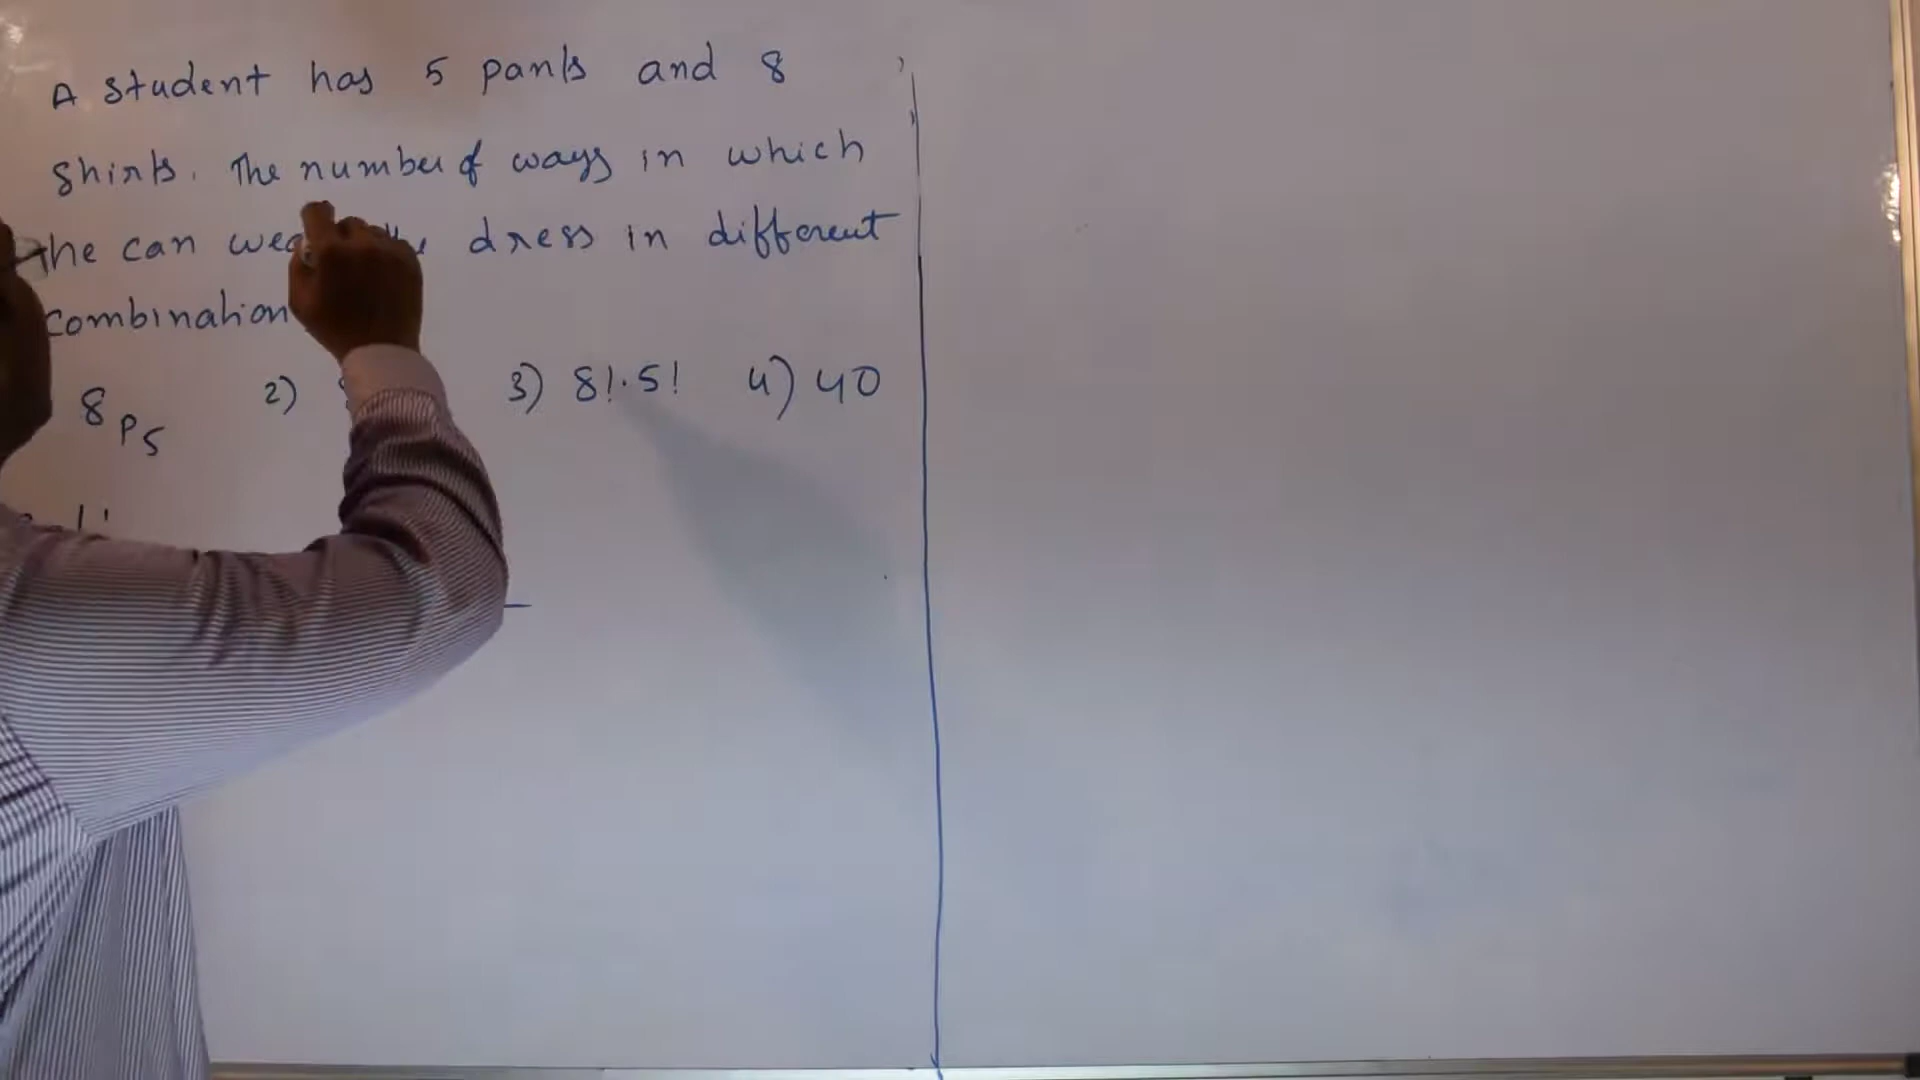 A student has 5 pants and 8
shirts. The number of ways in which
he can dress in different
combination
8P5 2) 3) 8!.5! 4) 40